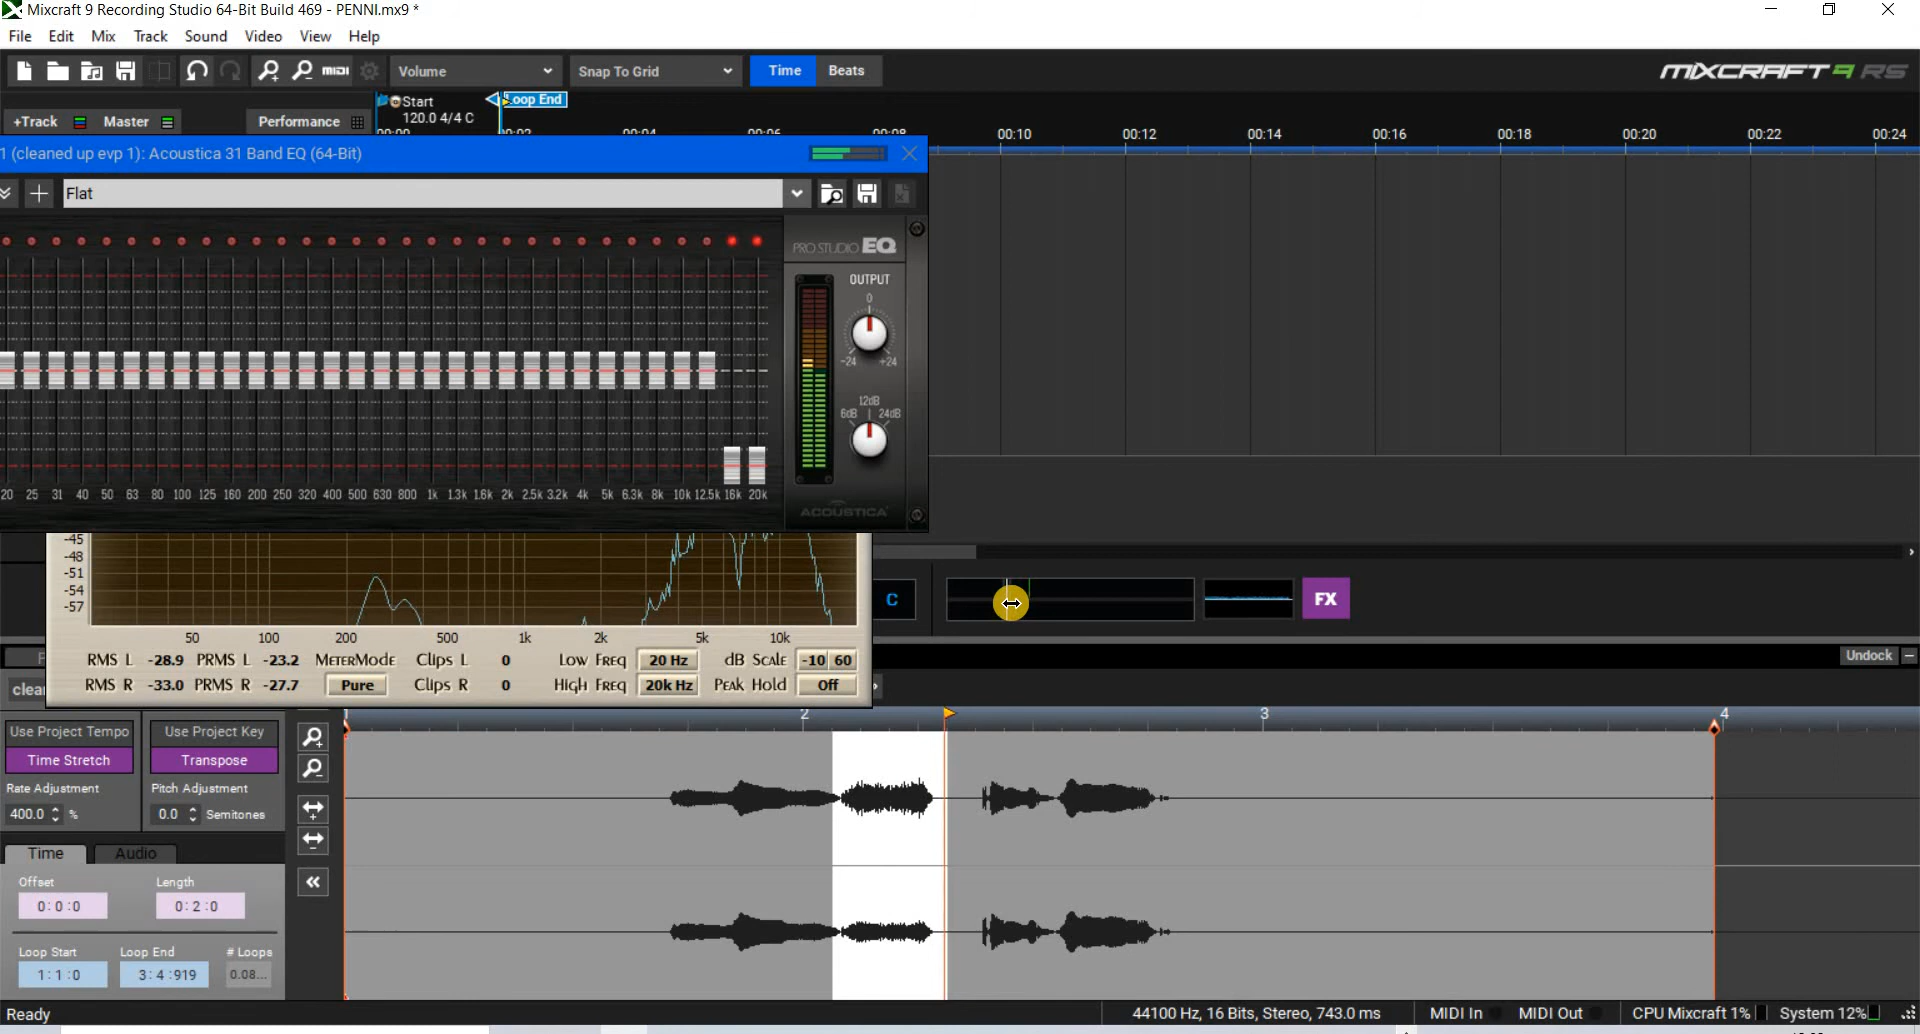 Mixcraft 9 Recording Studio 64-Bit Build 469 - PENNI.mx9 *
File Edit Mix Track Sound Video View Help
MIDI Volume Snap To Grid Time Beats MIXCRAFT 9 RS
Start Loop End
120.0 4/4 C
+Track Master Performance
00:10 00:12 00:14 00:16 00:18 00:20 00:22 00:24
1 (cleaned up evp 1): Acoustica 31 Band EQ (64-Bit)
Flat
PRO STUDIO EQ
OUTPUT
0
-24 +24
12dB
6dB 24dB
20 25 31 40 50 63 80 100 125 160 200 250 320 400 500 630 800 1k 1.3k 1.6k 2k 2.5k 3.2k 4k 5k 6.3k 8k 10k 12.5k 16k 20k
ACOUSTICA
-45
-48
-51
-54
-57
C FX
50 100 200 500 1k 2k 5k 10k
RMS L -28.9 PRMS L -23.2 MeterMode Clips L 0 Low Freq 20 Hz dB Scale -10 60
RMS R -33.0 PRMS R -27.7 Pure Clips R 0 High Freq 20k Hz Peak Hold Off
Undock
clear
1 2 3 4
Use Project Tempo Use Project Key
Time Stretch Transpose
Rate Adjustment Pitch Adjustment
400.0 % 0.0 Semitones
Time Audio
Offset Length
0:0:0 0:2:0
Loop Start Loop End # Loops
1:1:0 3:4:919 0.08...
Ready 44100 Hz, 16 Bits, Stereo, 743.0 ms MIDI In MIDI Out CPU Mixcraft 1% System 12%